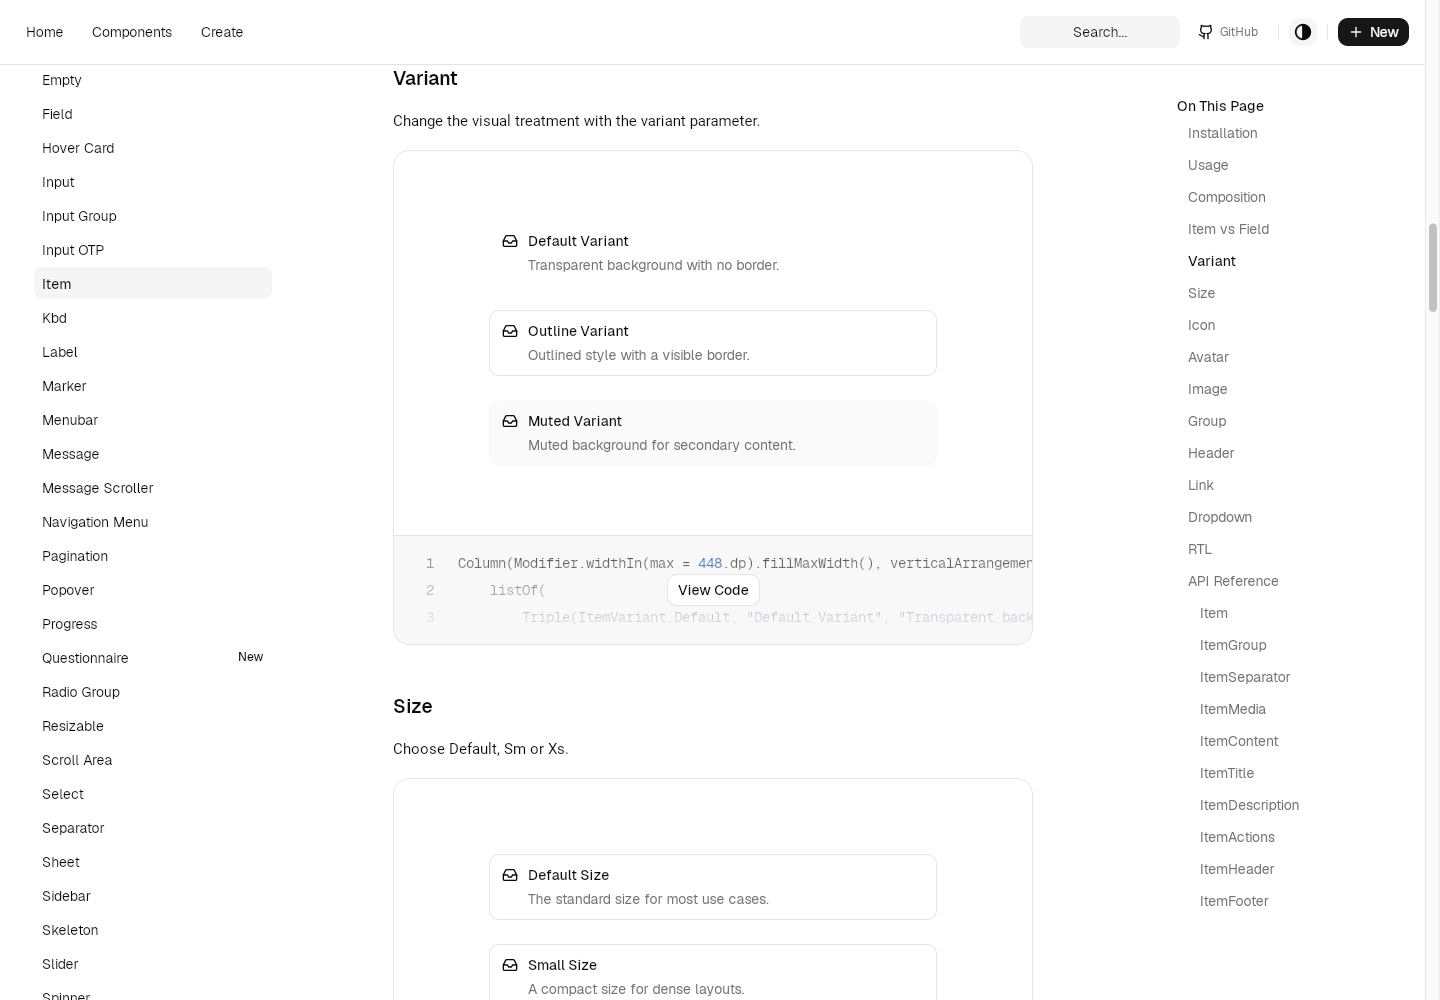 Home
Components
Create
Search...
GitHub
New
Empty
Field
Hover Card
Input
Input Group
Input OTP
Item
Kbd
Label
Marker
Menubar
Message
Message Scroller
Navigation Menu
Pagination
Popover
Progress
Questionnaire
New
Radio Group
Resizable
Scroll Area
Select
Separator
Sheet
Sidebar
Skeleton
Slider
Spinner
Variant
Change the visual treatment with the variant parameter.
Default Variant
Transparent background with no border.
Outline Variant
Outlined style with a visible border.
Muted Variant
Muted background for secondary content.
1 Column(Modifier.widthIn(max = 448.dp).fillMaxWidth(), verticalArrangemen
2 listOf(
View Code
3 Triple(ItemVariant.Default, "Default Variant", "Transparent back
Size
Choose Default, Sm or Xs.
Default Size
The standard size for most use cases.
Small Size
A compact size for dense layouts.
On This Page
Installation
Usage
Composition
Item vs Field
Variant
Size
Icon
Avatar
Image
Group
Header
Link
Dropdown
RTL
API Reference
Item
ItemGroup
ItemSeparator
ItemMedia
ItemContent
ItemTitle
ItemDescription
ItemActions
ItemHeader
ItemFooter